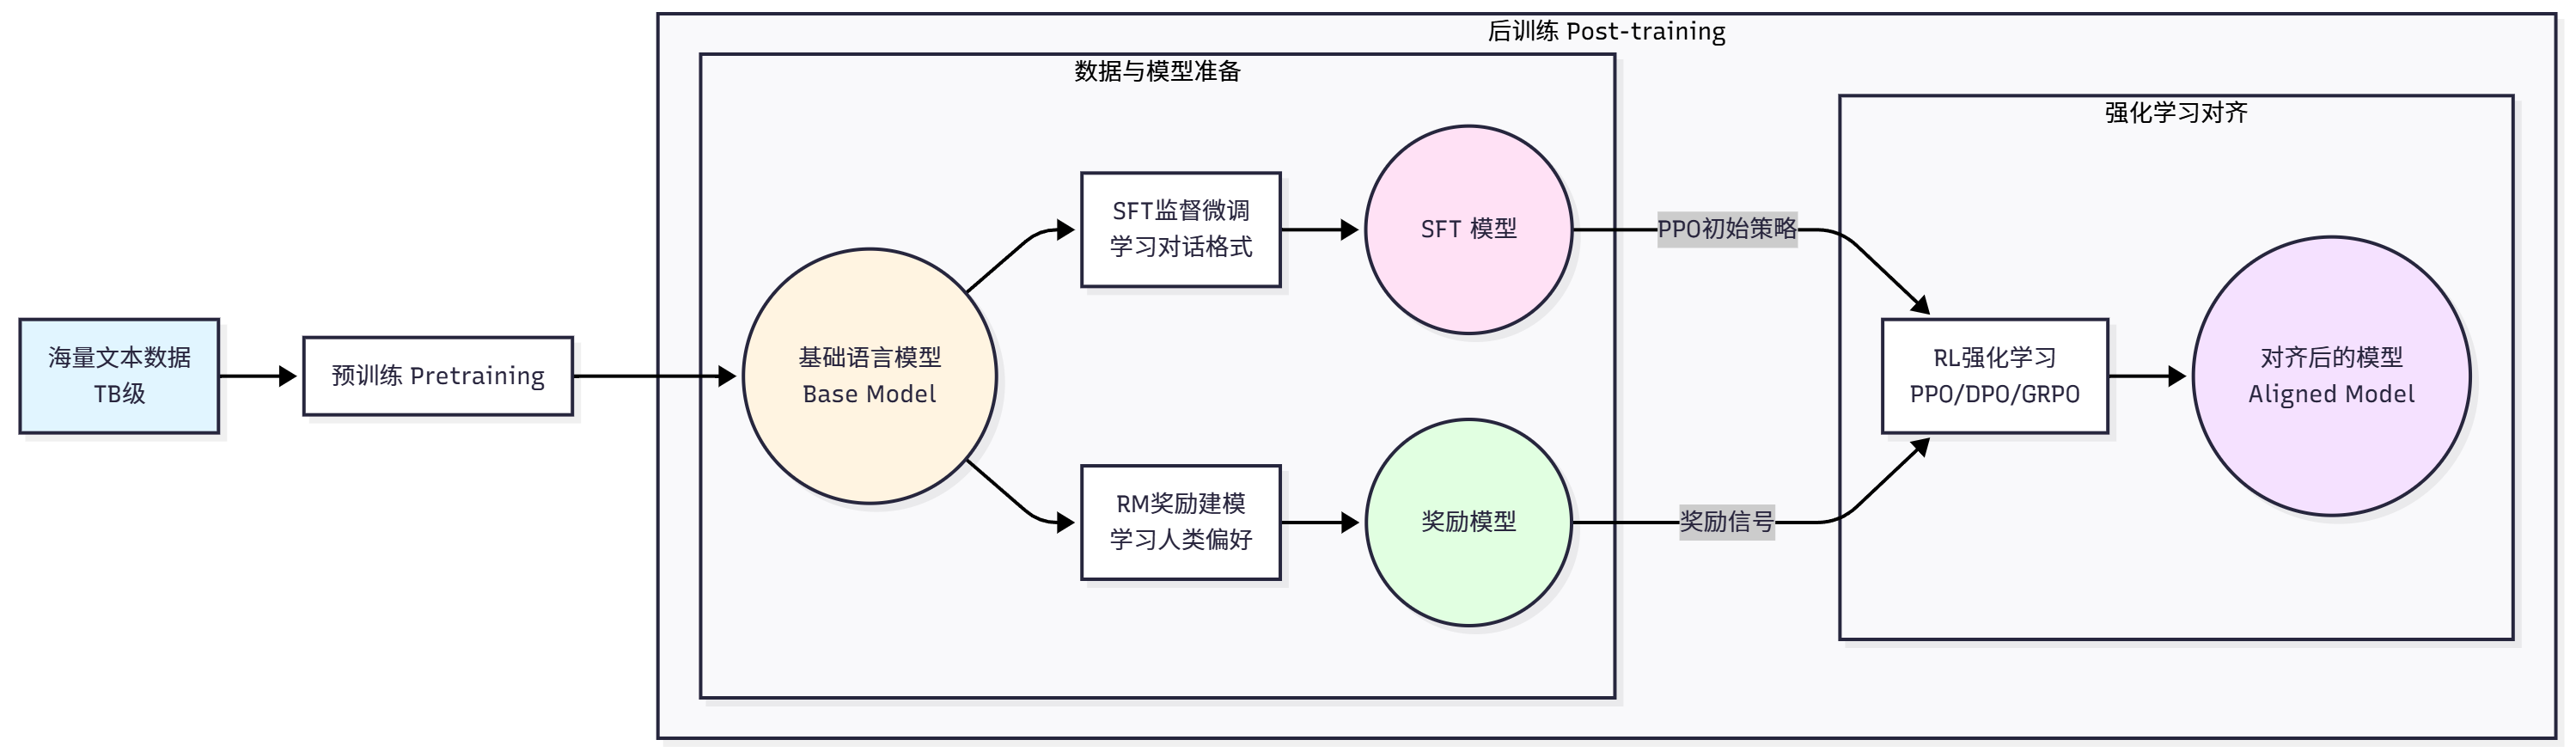 后训练 Post-training
数据与模型准备
强化学习对齐
海量文本数据
TB级
预训练 Pretraining
基础语言模型
Base Model
SFT监督微调
学习对话格式
SFT 模型
PPO初始策略
RM奖励建模
学习人类偏好
奖励模型
奖励信号
RL强化学习
PPO/DPO/GRPO
对齐后的模型
Aligned Model